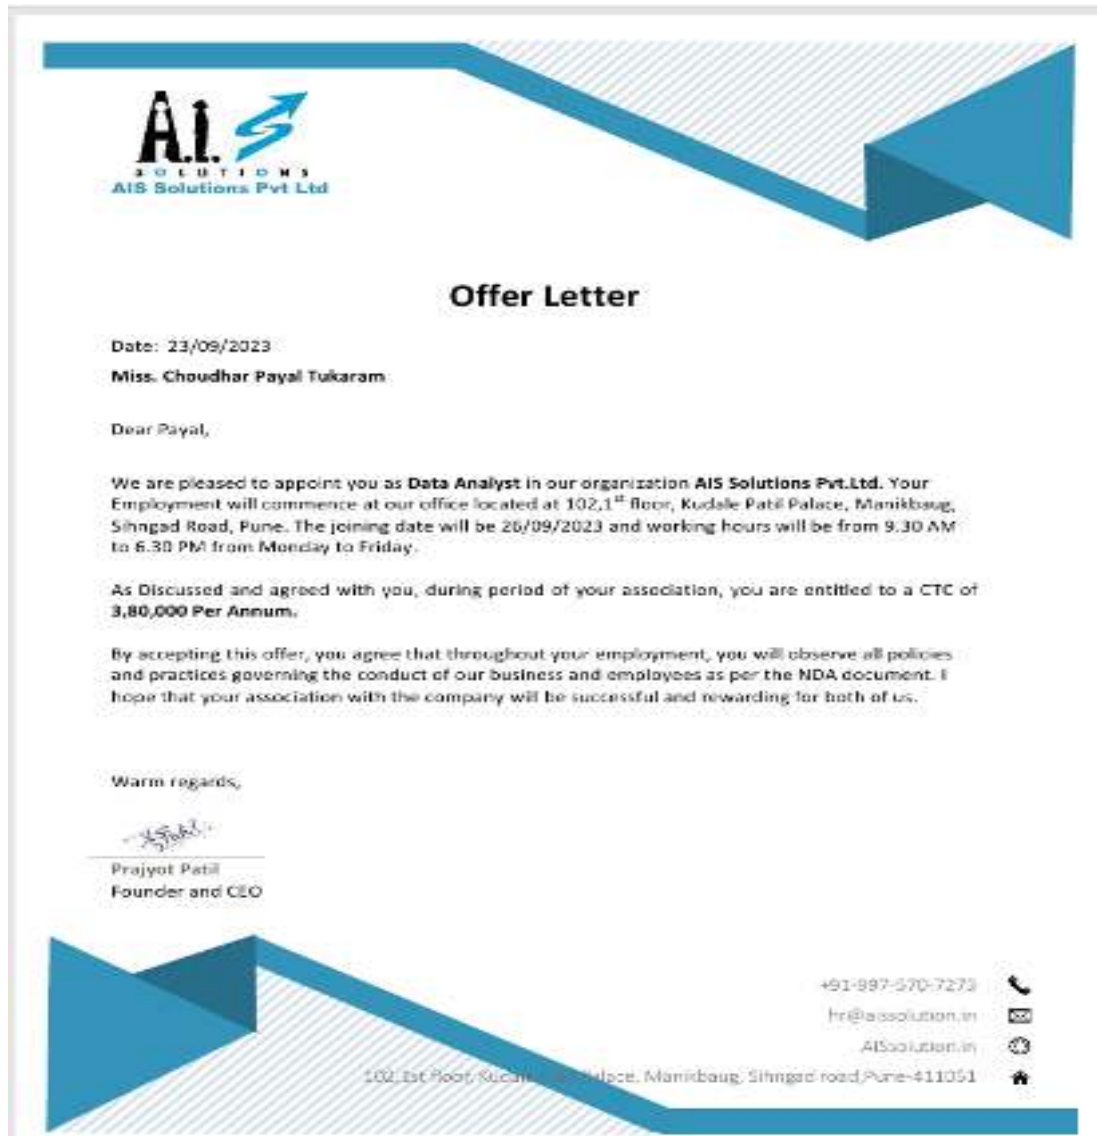 A.I.S
SOLUTIONS
AIS Solutions Pvt Ltd
Offer Letter
Date: 23/09/2023
Miss. Choudhar Payal Tukaram
Dear Payal,
We are pleased to appoint you as Data Analyst in our organization AIS Solutions Pvt.Ltd. Your
Employment will commence at our office located at 102,1st floor, Kudale Patil Palace, Manikbaug,
Sihngad Road, Pune. The joining date will be 26/09/2023 and working hours will be from 9.30 AM
to 6.30 PM from Monday to Friday.
As Discussed and agreed with you, during period of your association, you are entitled to a CTC of
3,80,000 Per Annum.
By accepting this offer, you agree that throughout your employment, you will observe all policies
and practices governing the conduct of our business and employees as per the NDA document. I
hope that your association with the company will be successful and rewarding for both of us.
Warm regards,
Prajyot Patil
Founder and CEO
+91-997-570-7273
hr@aissolution.in
AISsolution.in
102,1st floor, Manikbaug, Sihngad road,Pune-411051